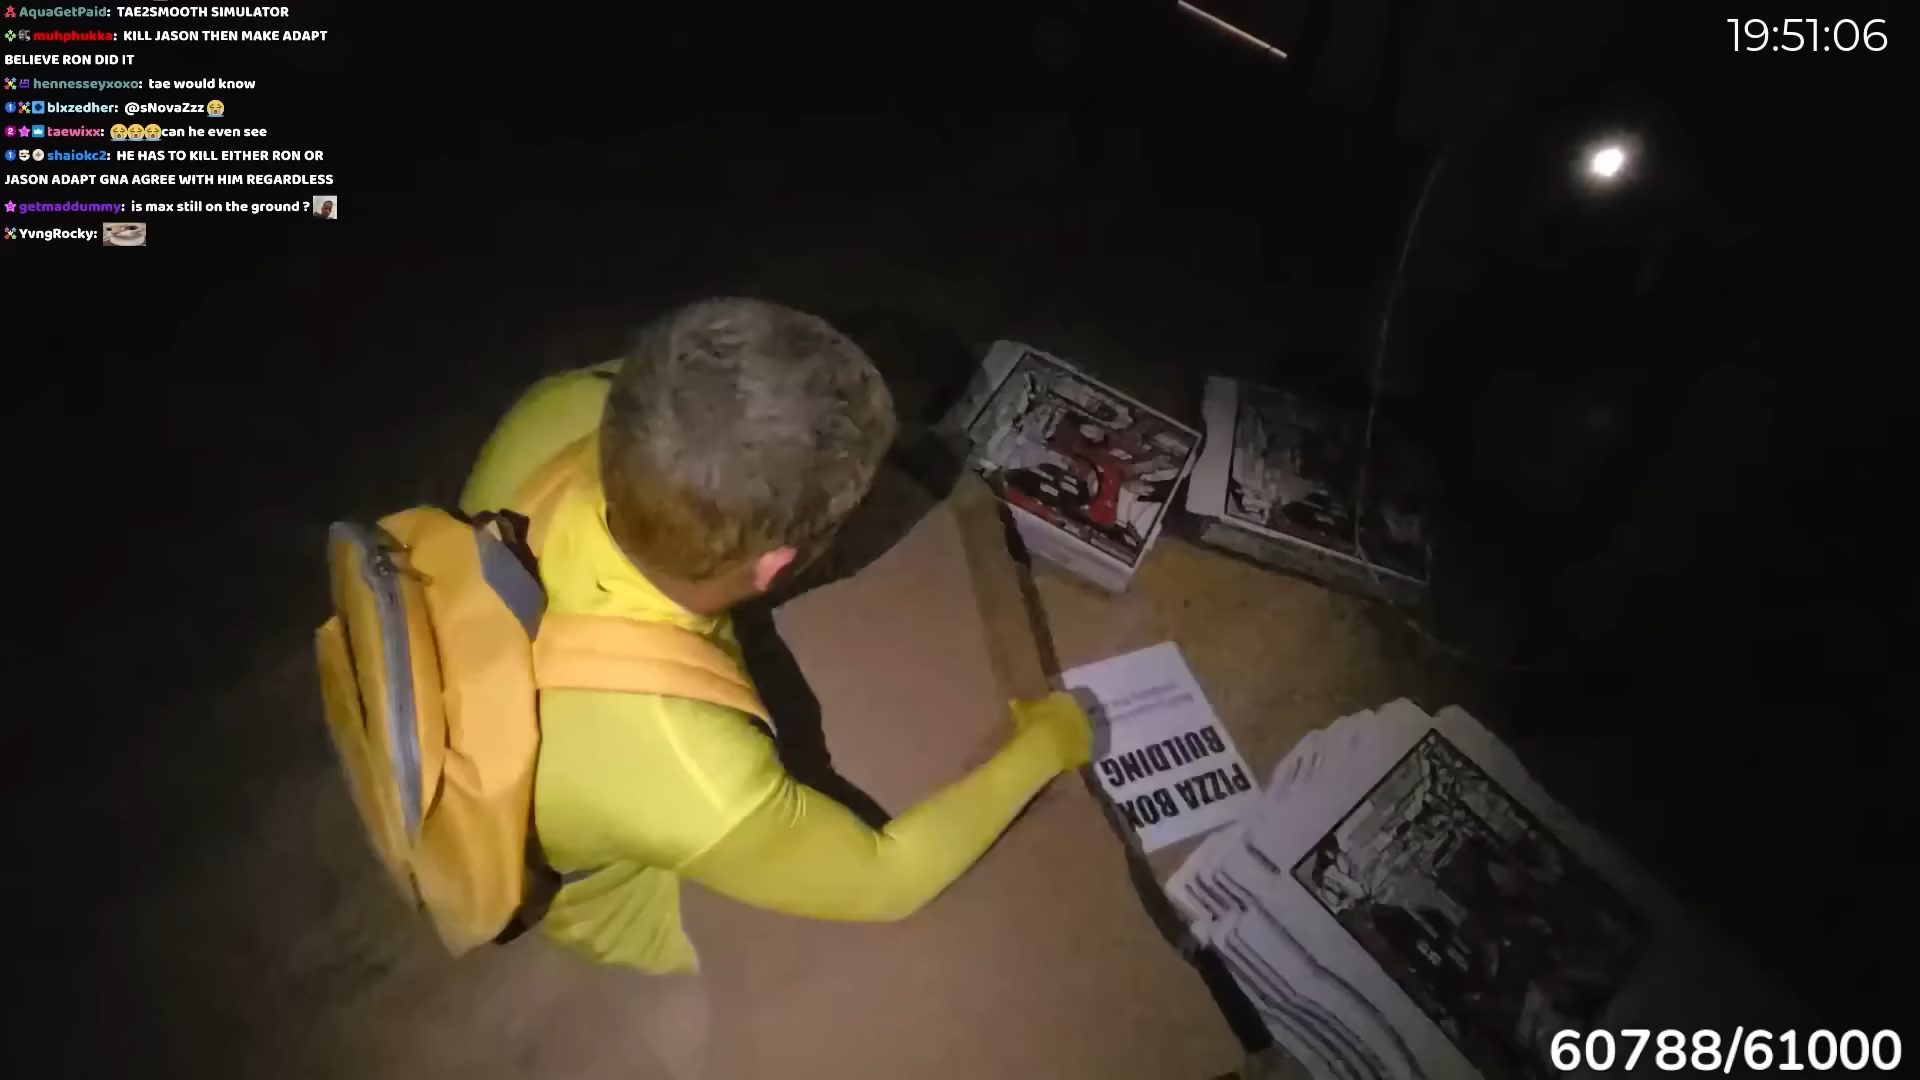 AquaGetPaid: TAE2SMOOTH SIMULATOR
muhphukka: KILL JASON THEN MAKE ADAPT
BELIEVE RON DID IT
hennesseyxoxo: tae would know
blxzedher: @sNovaZzz
taewixx: can he even see
shaiokc2: HE HAS TO KILL EITHER RON OR
JASON ADAPT GNA AGREE WITH HIM REGARDLESS
getmaddummy: is max still on the ground ?
YvngRocky:
19:51:06
PIZZA BOX
BUILDING
60788/61000